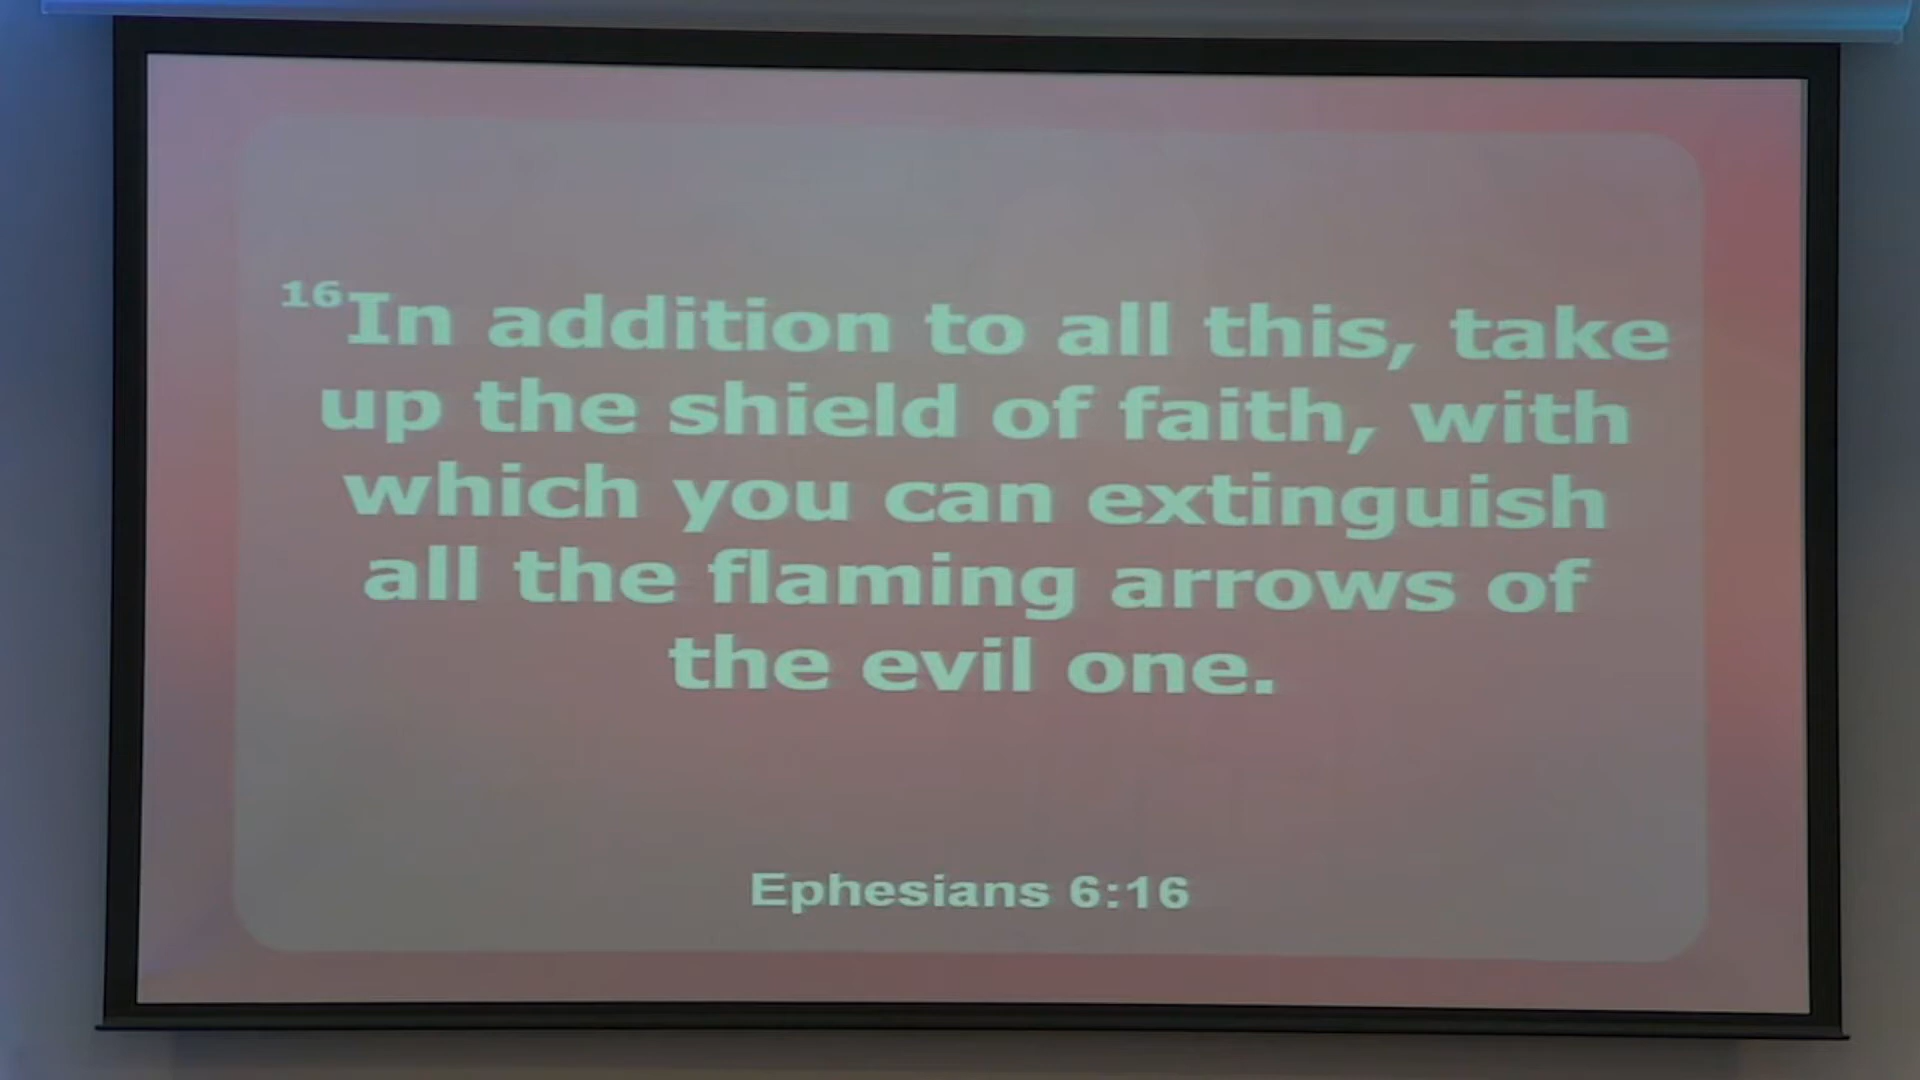 16In addition to all this, take
up the shield of faith, with
which you can extinguish
all the flaming arrows of
the evil one.
Ephesians 6:16